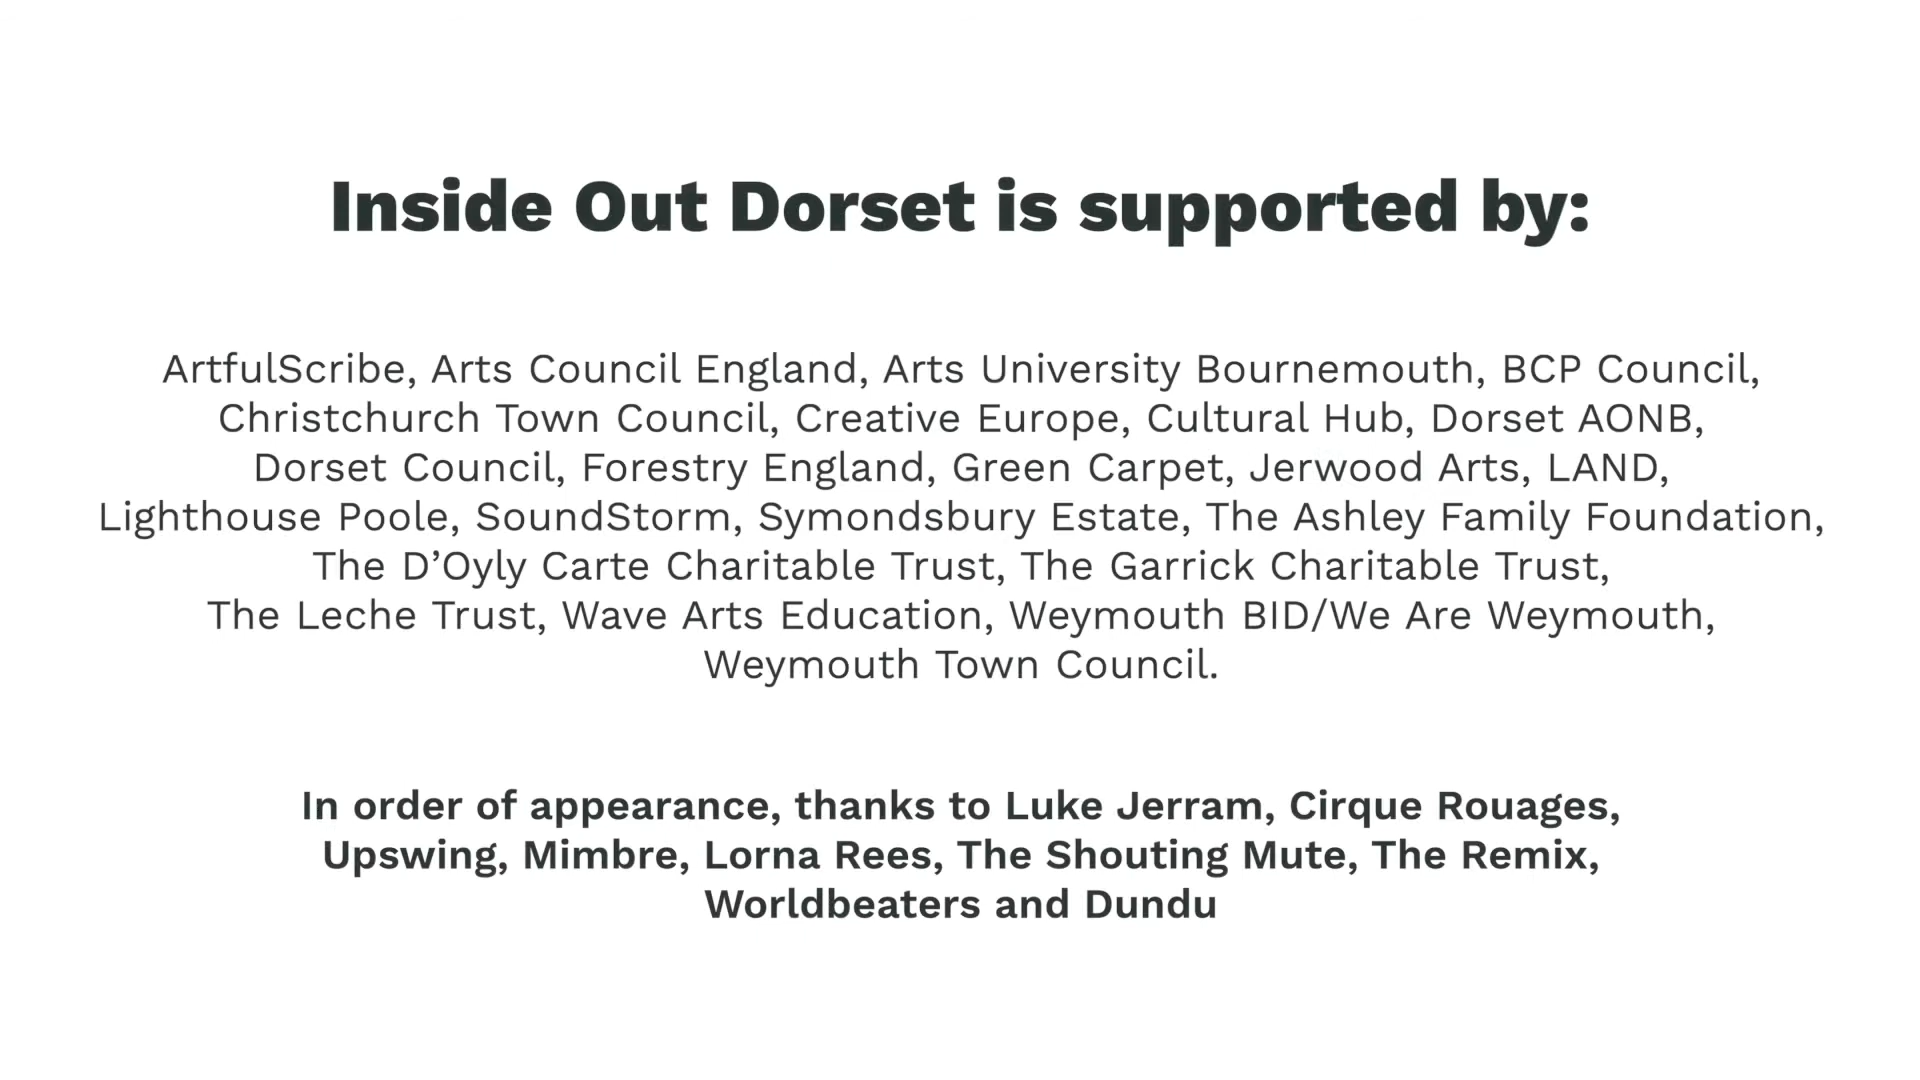 Inside Out Dorset is supported by:
ArtfulScribe, Arts Council England, Arts University Bournemouth, BCP Council,
Christchurch Town Council, Creative Europe, Cultural Hub, Dorset AONB,
Dorset Council, Forestry England, Green Carpet, Jerwood Arts, LAND,
Lighthouse Poole, SoundStorm, Symondsbury Estate, The Ashley Family Foundation,
The D’Oyly Carte Charitable Trust, The Garrick Charitable Trust,
The Leche Trust, Wave Arts Education, Weymouth BID/We Are Weymouth,
Weymouth Town Council.
In order of appearance, thanks to Luke Jerram, Cirque Rouages,
Upswing, Mimbre, Lorna Rees, The Shouting Mute, The Remix,
Worldbeaters and Dundu